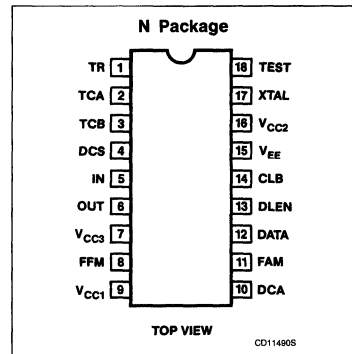 N Package
TR 1 18 TEST
TCA 2 17 XTAL
TCB 3 16 VCC2
DCS 4 15 VEE
IN 5 14 CLB
OUT 6 13 DLEN
VCC3 7 12 DATA
FFM 8 11 FAM
VCC1 9 10 DCA
TOP VIEW
CD11490S